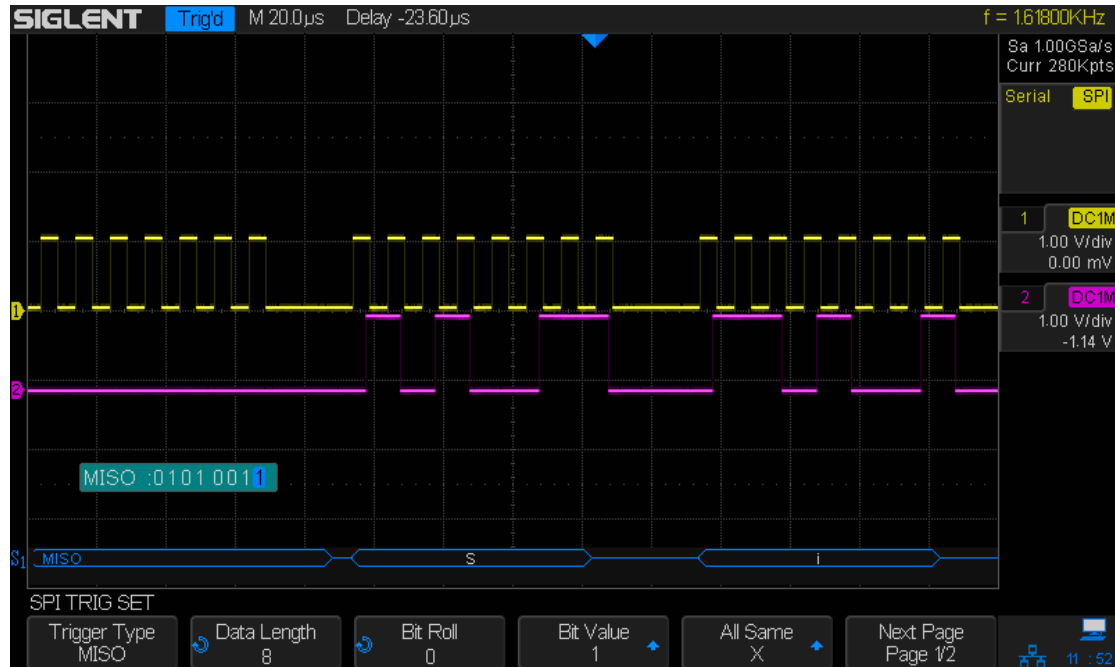 SIGLENT Trig'd M 20.0µs Delay -23.60µs f = 1.61800KHz
Sa 1.00GSa/s
Curr 280Kpts
Serial SPI
1 DC1M
1.00 V/div
0.00 mV
2 DC1M
1.00 V/div
-1.14 V
1
2
MISO :0101 0011
S1 MISO S i
SPI TRIG SET
Trigger Type
MISO
Data Length
8
Bit Roll
0
Bit Value
1
All Same
X
Next Page
Page 1/2
11 : 52